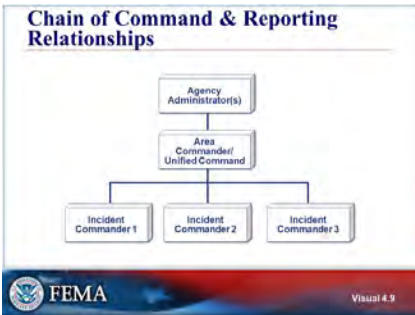 Chain of Command & Reporting
Relationships
Agency
Administrator(s)
Area
Commander/
Unified Command
Incident
Commander 1
Incident
Commander 2
Incident
Commander 3
FEMA
Visual 4.9